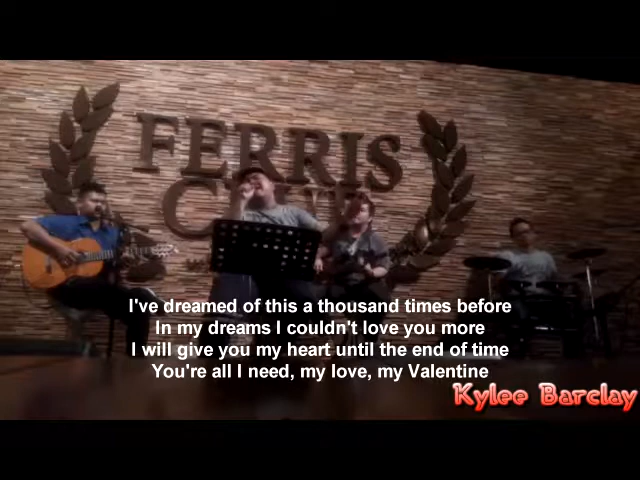 FERRIS
I've dreamed of this a thousand times before
In my dreams I couldn't love you more
I will give you my heart until the end of time
You're all I need, my love, my Valentine
Kylee Barclay